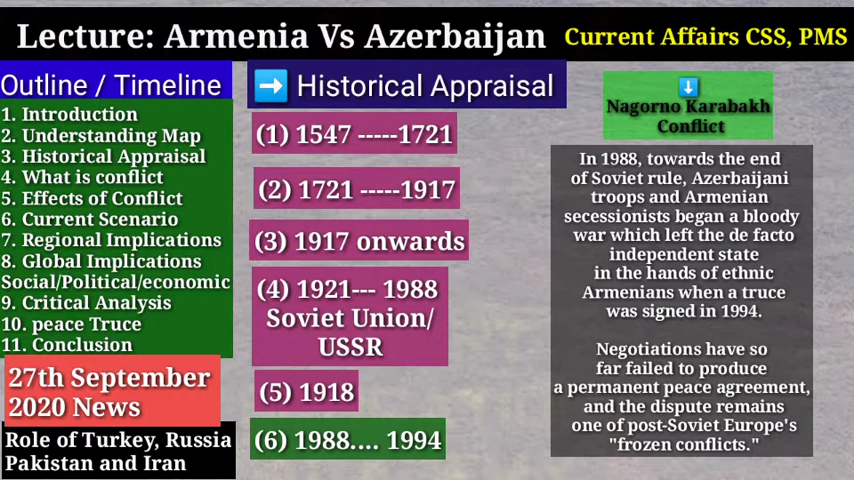 Lecture: Armenia Vs Azerbaijan
Current Affairs CSS, PMS
Outline / Timeline
1. Introduction
2. Understanding Map
3. Historical Appraisal
4. What is conflict
5. Effects of Conflict
6. Current Scenario
7. Regional Implications
8. Global Implications
Social/Political/economic
9. Critical Analysis
10. peace Truce
11. Conclusion
27th September
2020 News
Role of Turkey, Russia
Pakistan and Iran
➡ Historical Appraisal
(1) 1547 -----1721
(2) 1721 -----1917
(3) 1917 onwards
(4) 1921--- 1988
Soviet Union/
USSR
(5) 1918
(6) 1988.... 1994
⬇
Nagorno Karabakh
Conflict
In 1988, towards the end
of Soviet rule, Azerbaijani
troops and Armenian
secessionists began a bloody
war which left the de facto
independent state
in the hands of ethnic
Armenians when a truce
was signed in 1994.
Negotiations have so
far failed to produce
a permanent peace agreement,
and the dispute remains
one of post-Soviet Europe's
"frozen conflicts."